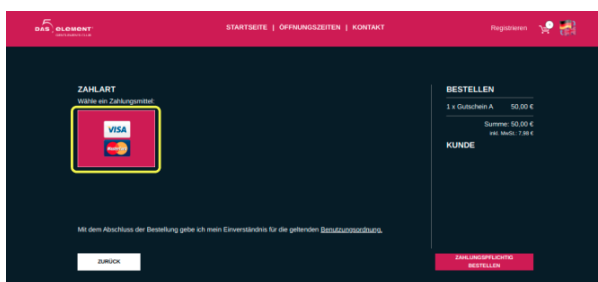 DAS 5. ELEMENT
STARTSEITE | ÖFFNUNGSZEITEN | KONTAKT
Registrieren
ZAHLART
Wähle ein Zahlungsmittel:
VISA
MasterCard
Mit dem Abschluss der Bestellung gebe ich mein Einverständnis für die geltenden Benutzungsordnung.
ZURÜCK
BESTELLEN
1 x Gutschein A 50,00 €
Summe: 50,00 €
inkl. MwSt.: 7,98 €
KUNDE
ZAHLUNGSPFLICHTIG
BESTELLEN